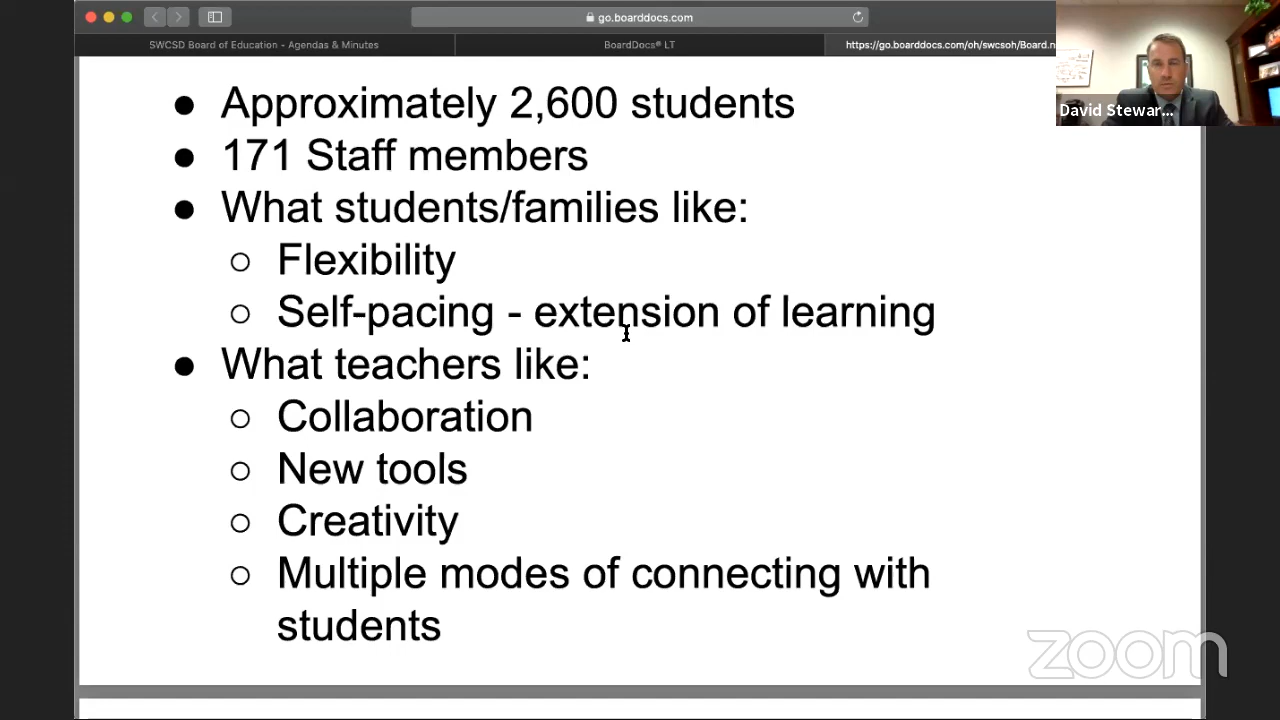 go.boarddocs.com
SWCSD Board of Education - Agendas & Minutes
BoardDocs® LT
https://go.boarddocs.com/oh/swcsoh/Board.n
David Stewar...
● Approximately 2,600 students
● 171 Staff members
● What students/families like:
○ Flexibility
○ Self-pacing - extension of learning
● What teachers like:
○ Collaboration
○ New tools
○ Creativity
○ Multiple modes of connecting with
students
zoom